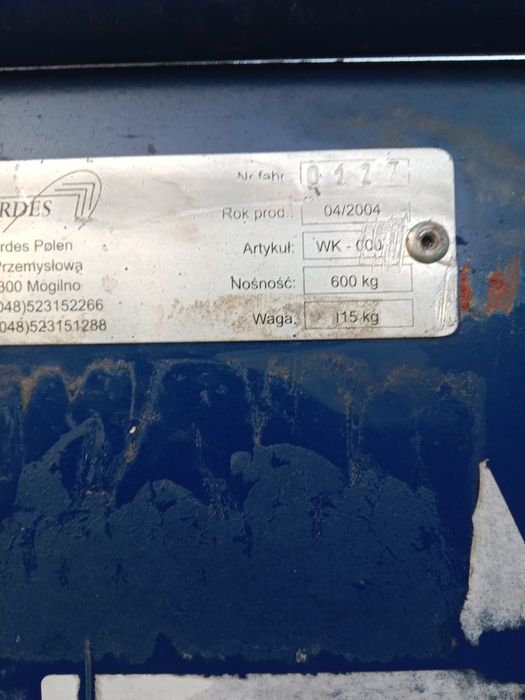 Nr fabr. 0127
RDES
Rok prod.: 04/2004
rdes Polen
Artykuł: WK - 000
Przemysłowa
Nośność: 600 kg
300 Mogilno
048)523152266
Waga: 115 kg
048)523151288